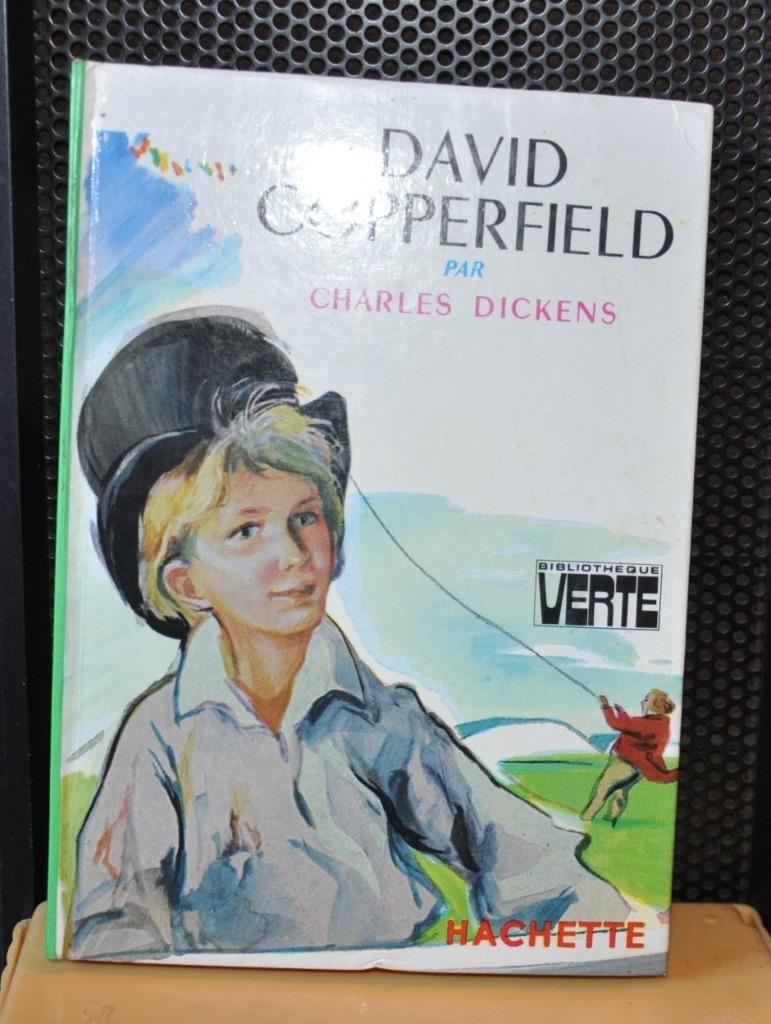 DAVID
COPPERFIELD
PAR
CHARLES DICKENS
BIBLIOTHEQUE
VERTE
HACHETTE